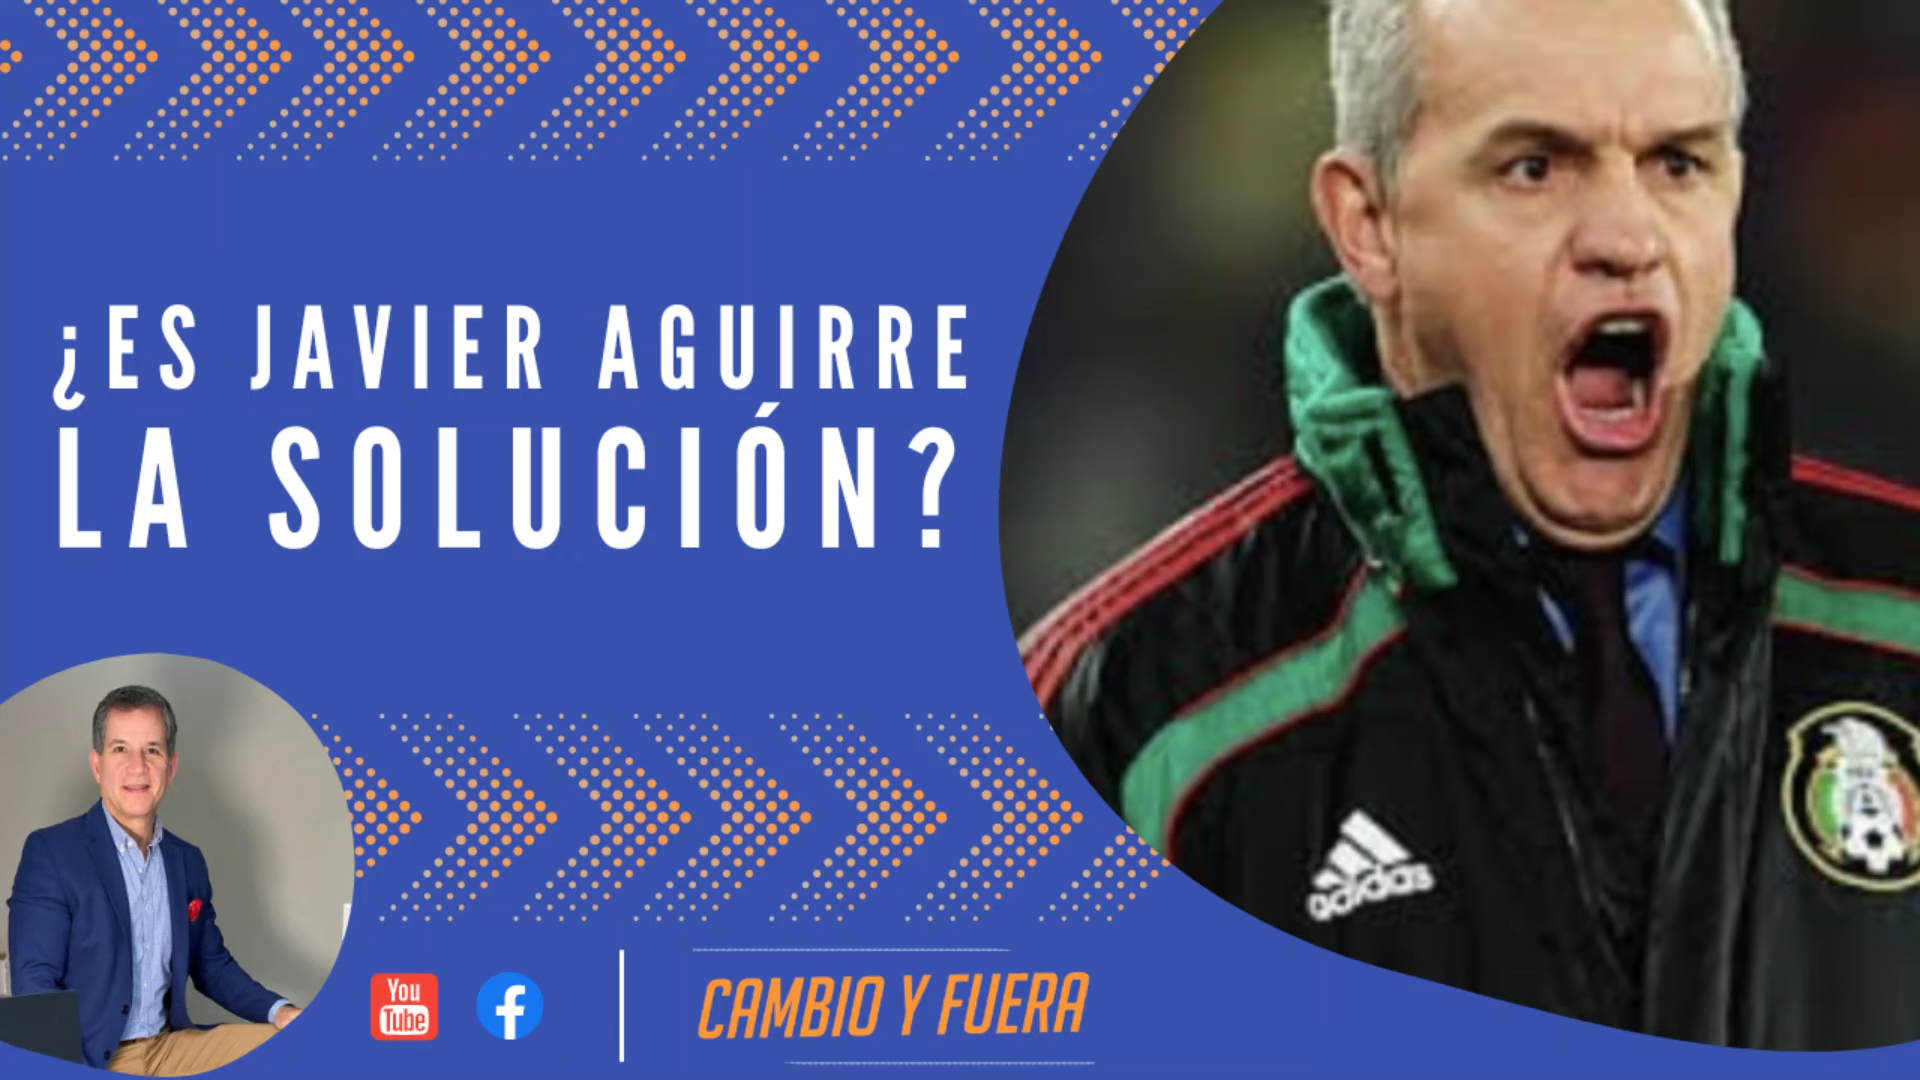 ¿ES JAVIER AGUIRRE
LA SOLUCIÓN?
adidas
You
Tube
f
CAMBIO Y FUERA